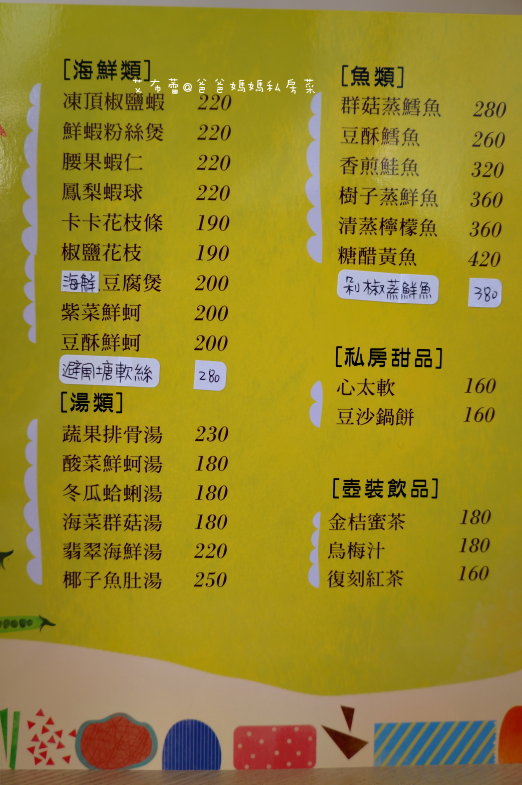 [海鮮類]
艾布蕾@爸爸媽媽私房菜
凍頂椒鹽蝦 220
鮮蝦粉絲煲 220
腰果蝦仁 220
鳳梨蝦球 220
卡卡花枝條 190
椒鹽花枝 190
海鮮豆腐煲 200
紫菜鮮蚵 200
豆酥鮮蚵 200
避風塘軟絲 280
[湯類]
蔬果排骨湯 230
酸菜鮮蚵湯 180
冬瓜蛤蜊湯 180
海菜群菇湯 180
翡翠海鮮湯 220
椰子魚肚湯 250
[魚類]
群菇蒸鱈魚 280
豆酥鱈魚 260
香煎鮭魚 320
樹子蒸鮮魚 360
清蒸檸檬魚 360
糖醋黃魚 420
剁椒蒸鮮魚 380
[私房甜品]
心太軟 160
豆沙鍋餅 160
[壺裝飲品]
金桔蜜茶 180
烏梅汁 180
復刻紅茶 160